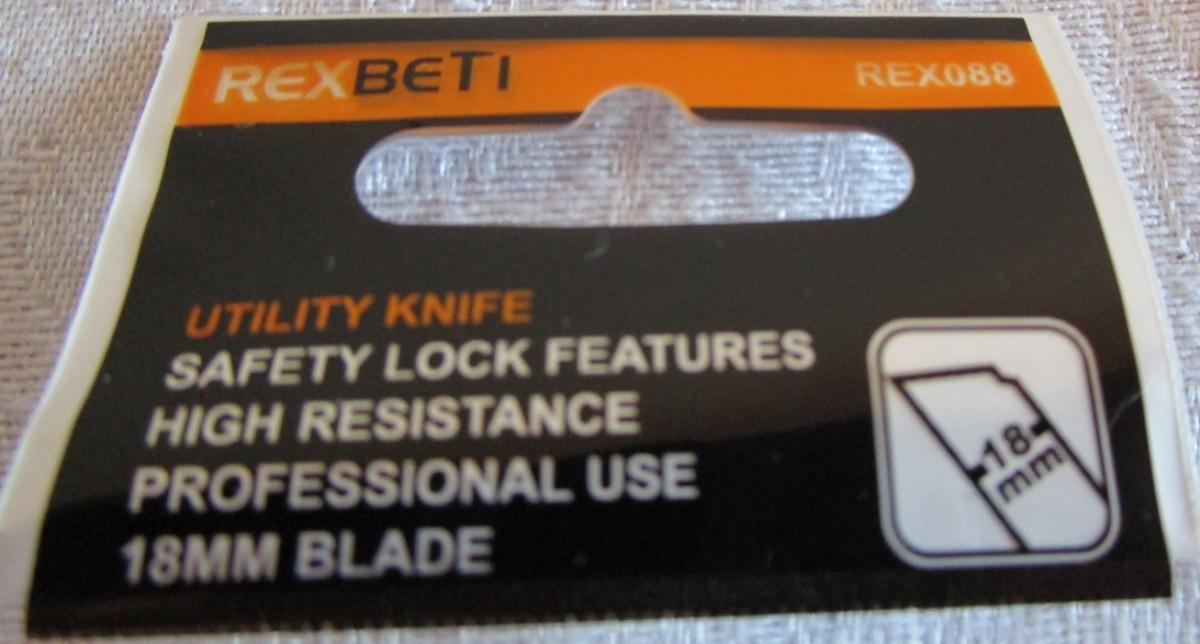 REXBETI REX088
UTILITY KNIFE
SAFETY LOCK FEATURES
HIGH RESISTANCE
PROFESSIONAL USE
18MM BLADE
18
mm